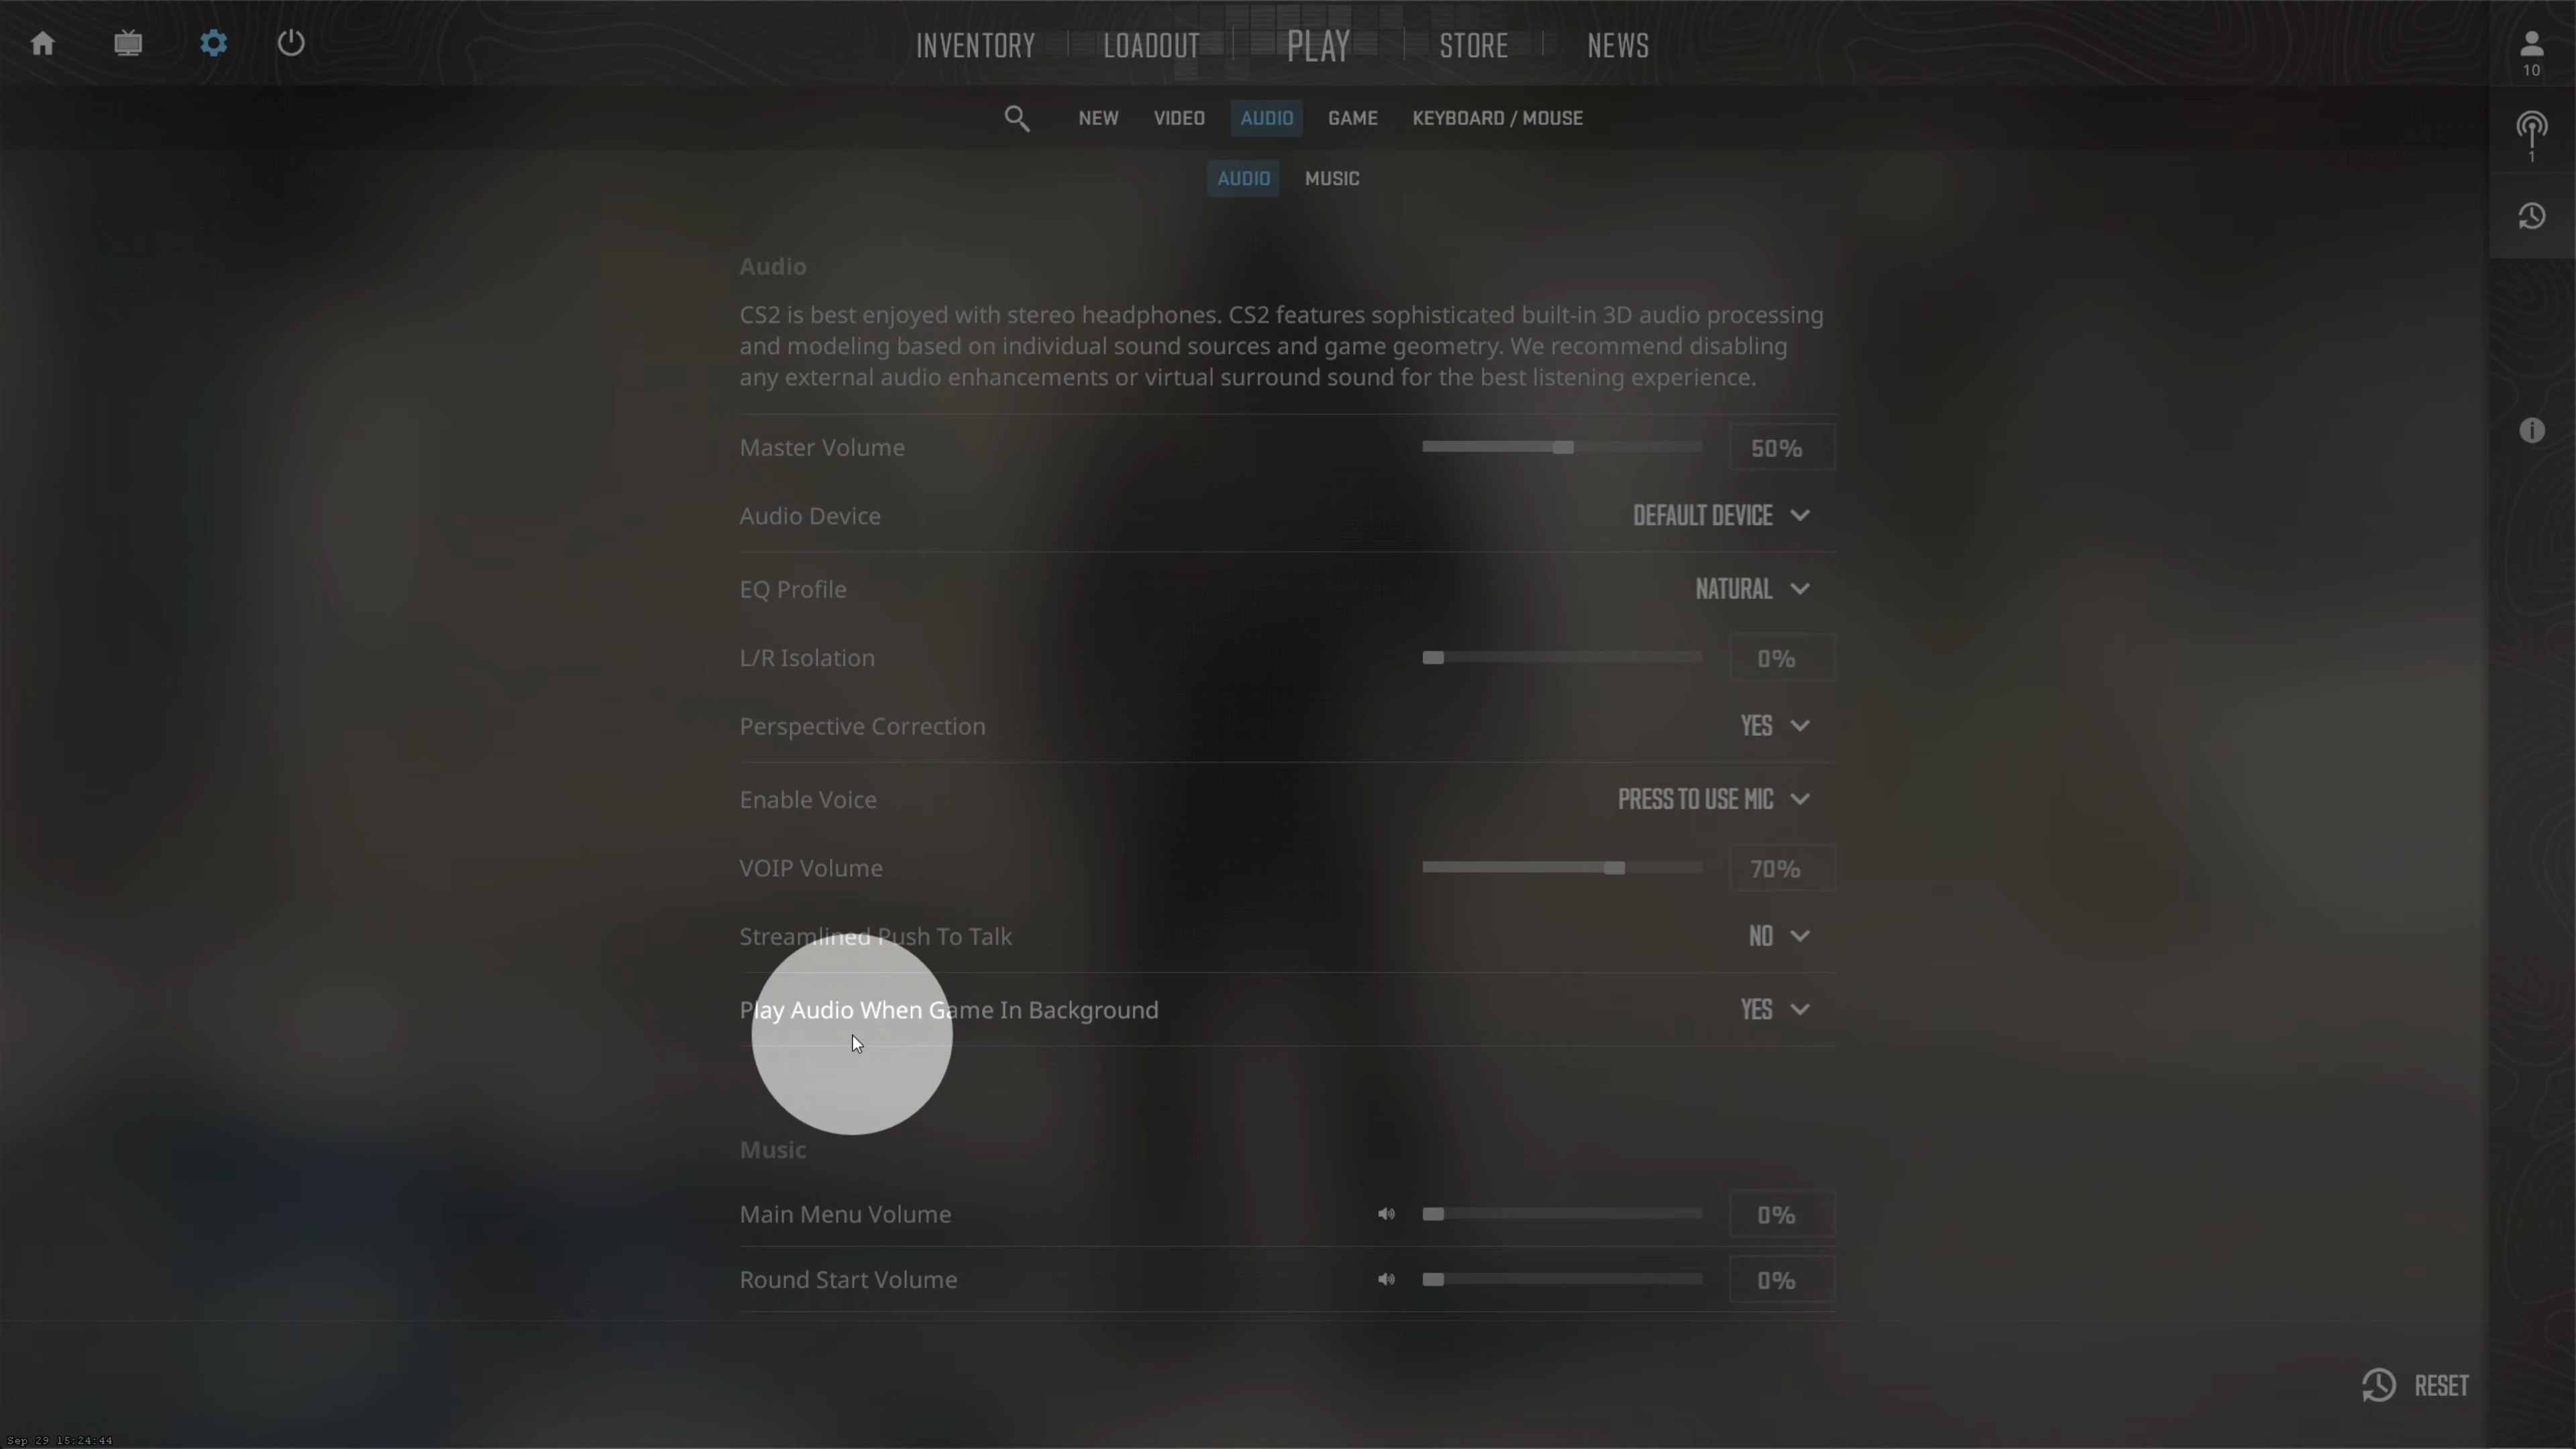 INVENTORY
LOADOUT
PLAY
STORE
NEWS
10
NEW
VIDEO
AUDIO
GAME
KEYBOARD / MOUSE
1
AUDIO
MUSIC
Audio
CS2 is best enjoyed with stereo headphones. CS2 features sophisticated built-in 3D audio processing
and modeling based on individual sound sources and game geometry. We recommend disabling
any external audio enhancements or virtual surround sound for the best listening experience.
Master Volume
50%
Audio Device
DEFAULT DEVICE
EQ Profile
NATURAL
L/R Isolation
0%
Perspective Correction
YES
Enable Voice
PRESS TO USE MIC
VOIP Volume
70%
Streamlined Push To Talk
NO
Play Audio When Game In Background
YES
Music
Main Menu Volume
0%
Round Start Volume
0%
RESET
Sep 29 15:24:44